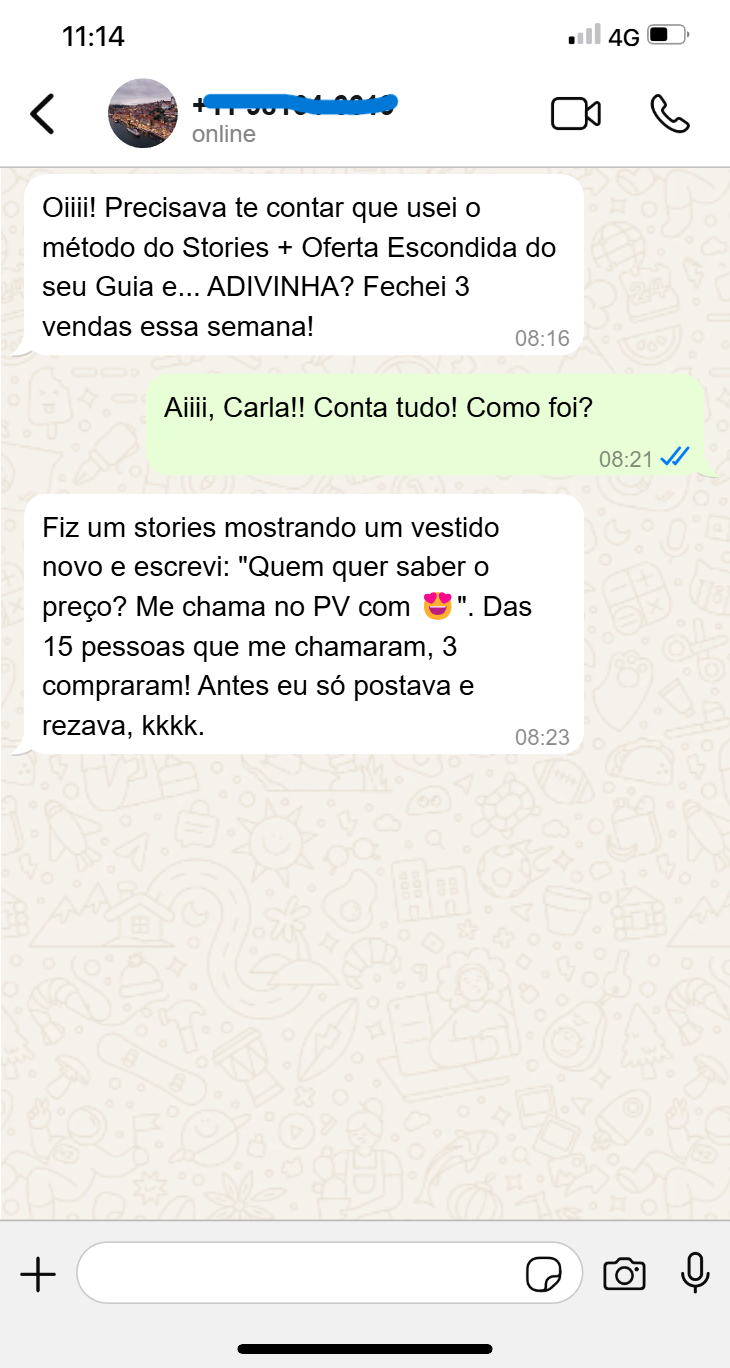 11:14
4G
online
Oiiii! Precisava te contar que usei o
método do Stories + Oferta Escondida do
seu Guia e... ADIVINHA? Fechei 3
vendas essa semana!
08:16
Aiiii, Carla!! Conta tudo! Como foi?
08:21
Fiz um stories mostrando um vestido
novo e escrevi: "Quem quer saber o
preço? Me chama no PV com 😍". Das
15 pessoas que me chamaram, 3
compraram! Antes eu só postava e
rezava, kkkk.
08:23